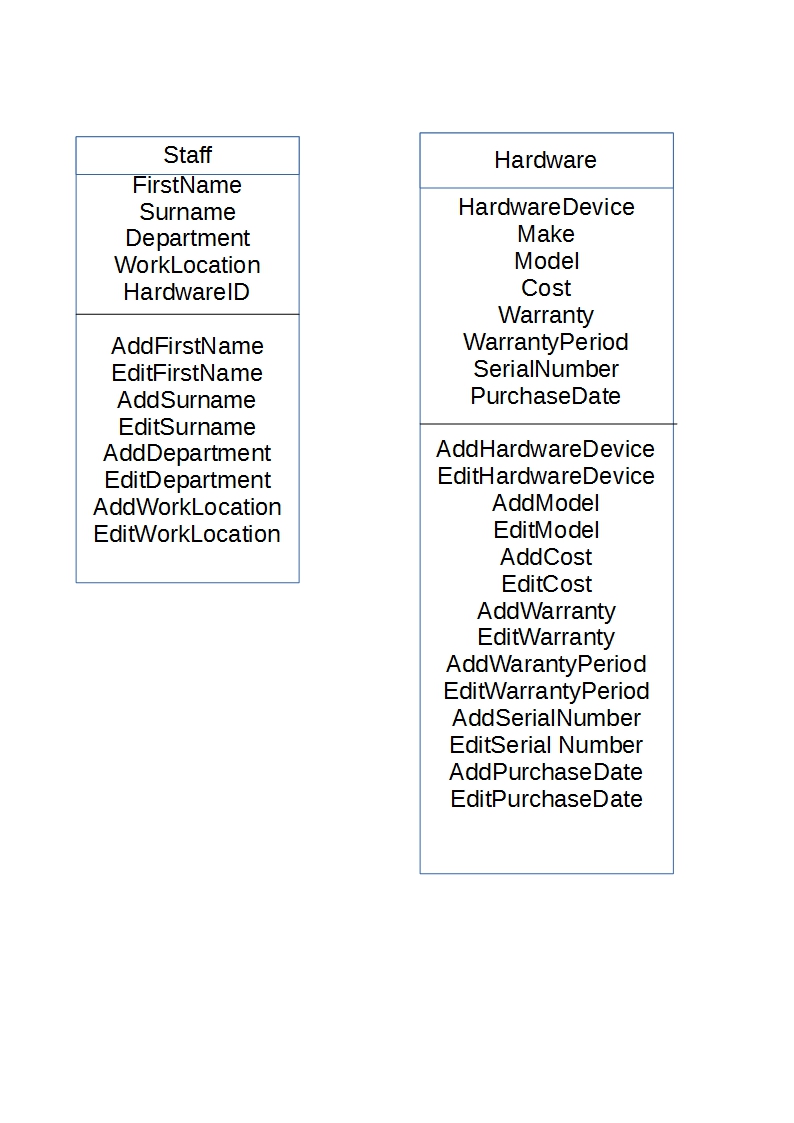 Staff
FirstName
Surname
Department
WorkLocation
HardwareID
AddFirstName
EditFirstName
AddSurname
EditSurname
AddDepartment
EditDepartment
AddWorkLocation
EditWorkLocation
Hardware
HardwareDevice
Make
Model
Cost
Warranty
WarrantyPeriod
SerialNumber
PurchaseDate
AddHardwareDevice
EditHardwareDevice
AddModel
EditModel
AddCost
EditCost
AddWarranty
EditWarranty
AddWarantyPeriod
EditWarrantyPeriod
AddSerialNumber
EditSerial Number
AddPurchaseDate
EditPurchaseDate